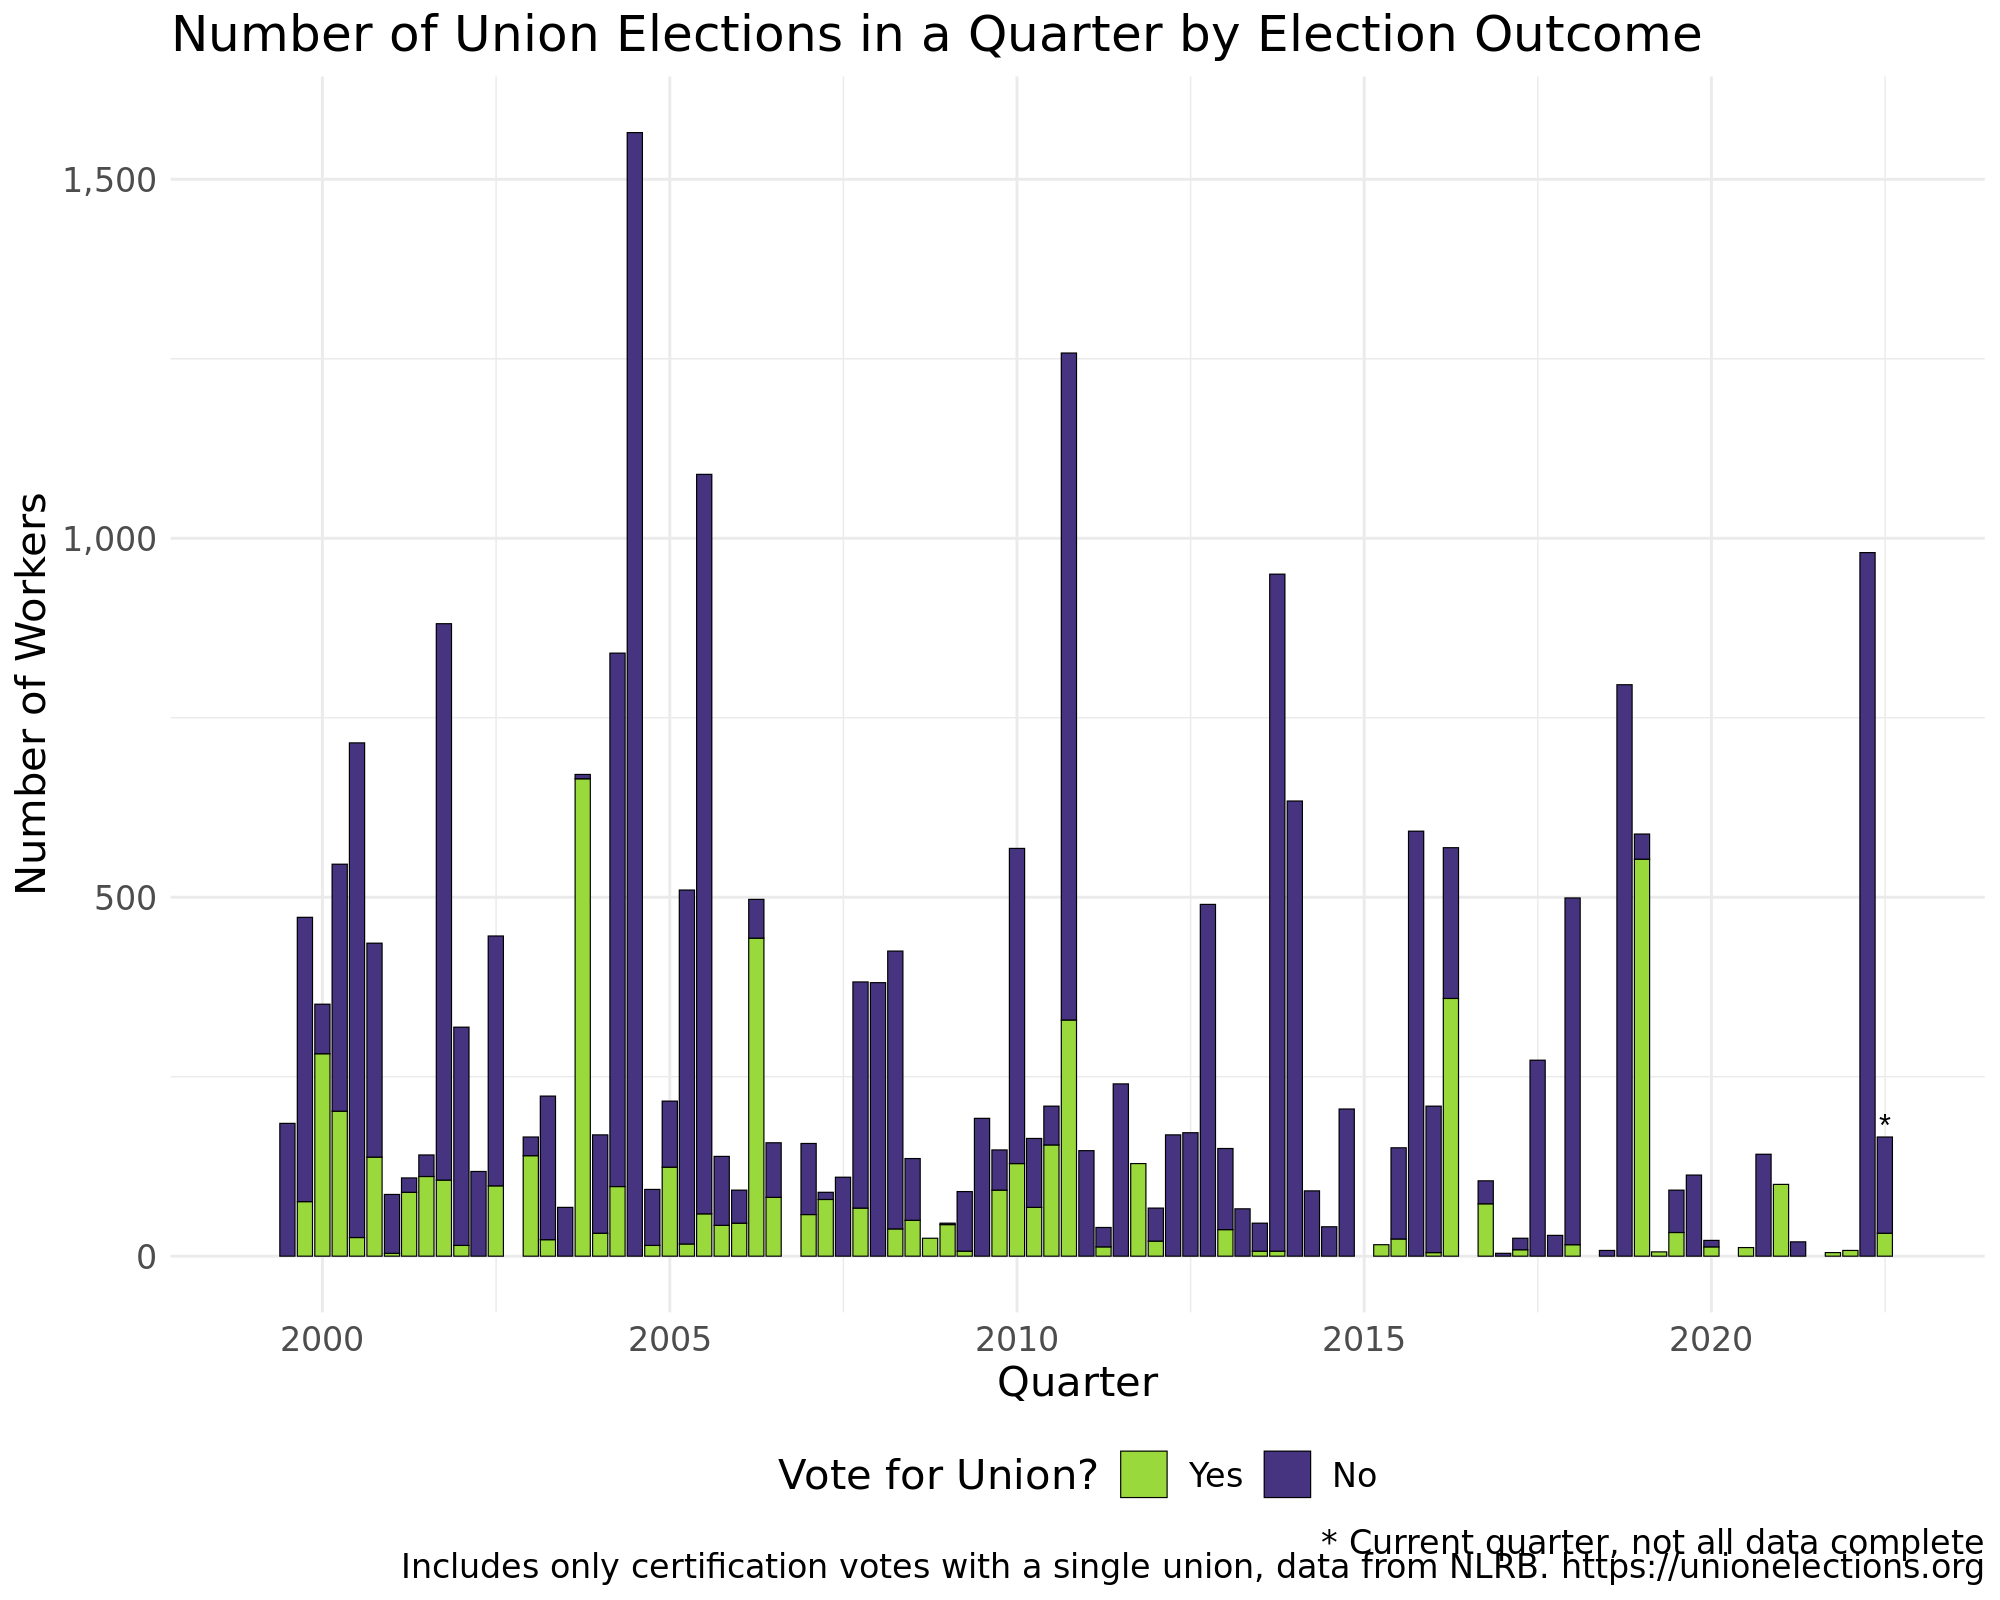 Number of Union Elections in a Quarter by Election Outcome
Number of Workers
1,500
1,000
500
0
*
2000 2005 2010 2015 2020
Quarter
Vote for Union? Yes No
* Current quarter, not all data complete
Includes only certification votes with a single union, data from NLRB. https://unionelections.org